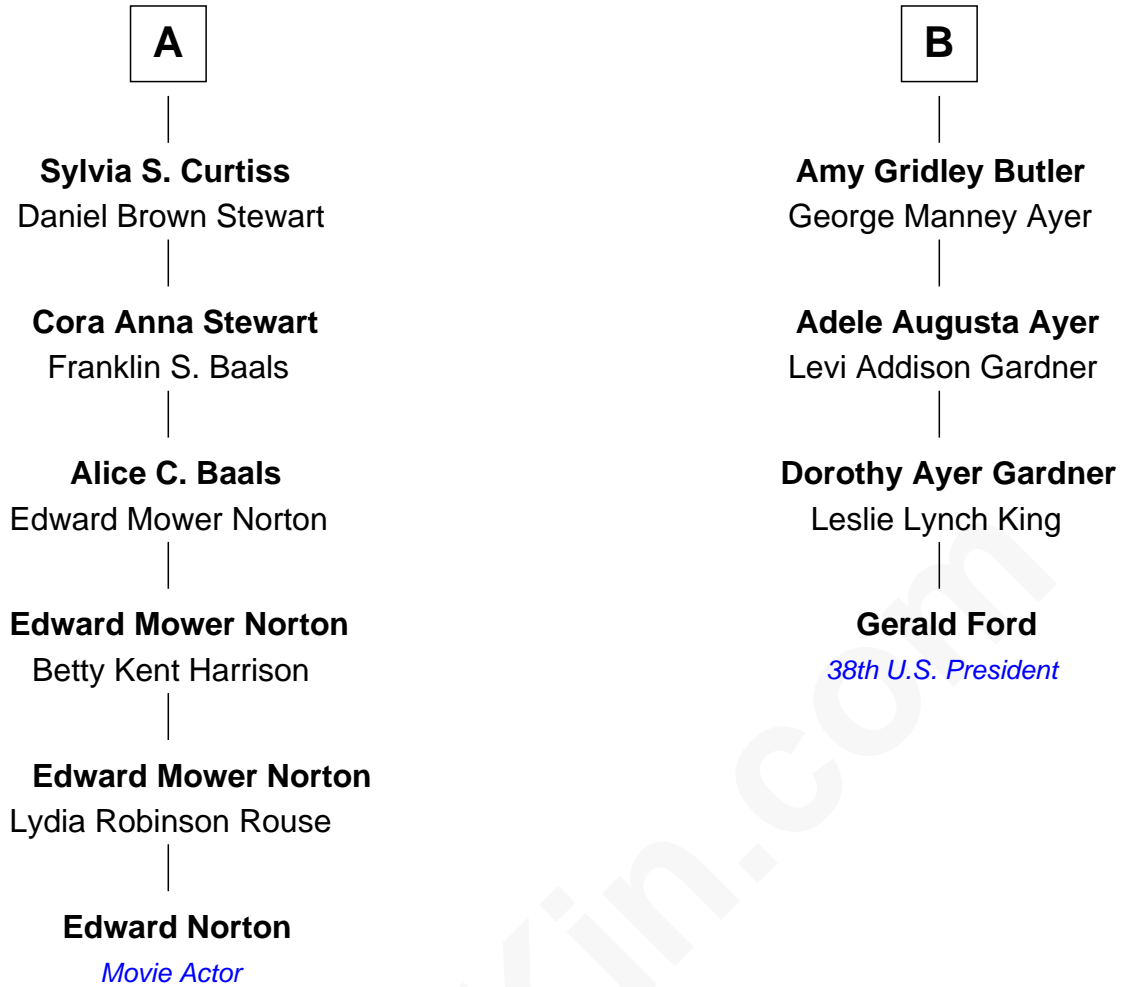 A
Sylvia S. Curtiss
Daniel Brown Stewart
Cora Anna Stewart
Franklin S. Baals
Alice C. Baals
Edward Mower Norton
Edward Mower Norton
Betty Kent Harrison
Edward Mower Norton
Lydia Robinson Rouse
Edward Norton
Movie Actor
B
Amy Gridley Butler
George Manney Ayer
Adele Augusta Ayer
Levi Addison Gardner
Dorothy Ayer Gardner
Leslie Lynch King
Gerald Ford
38th U.S. President
Kin.com